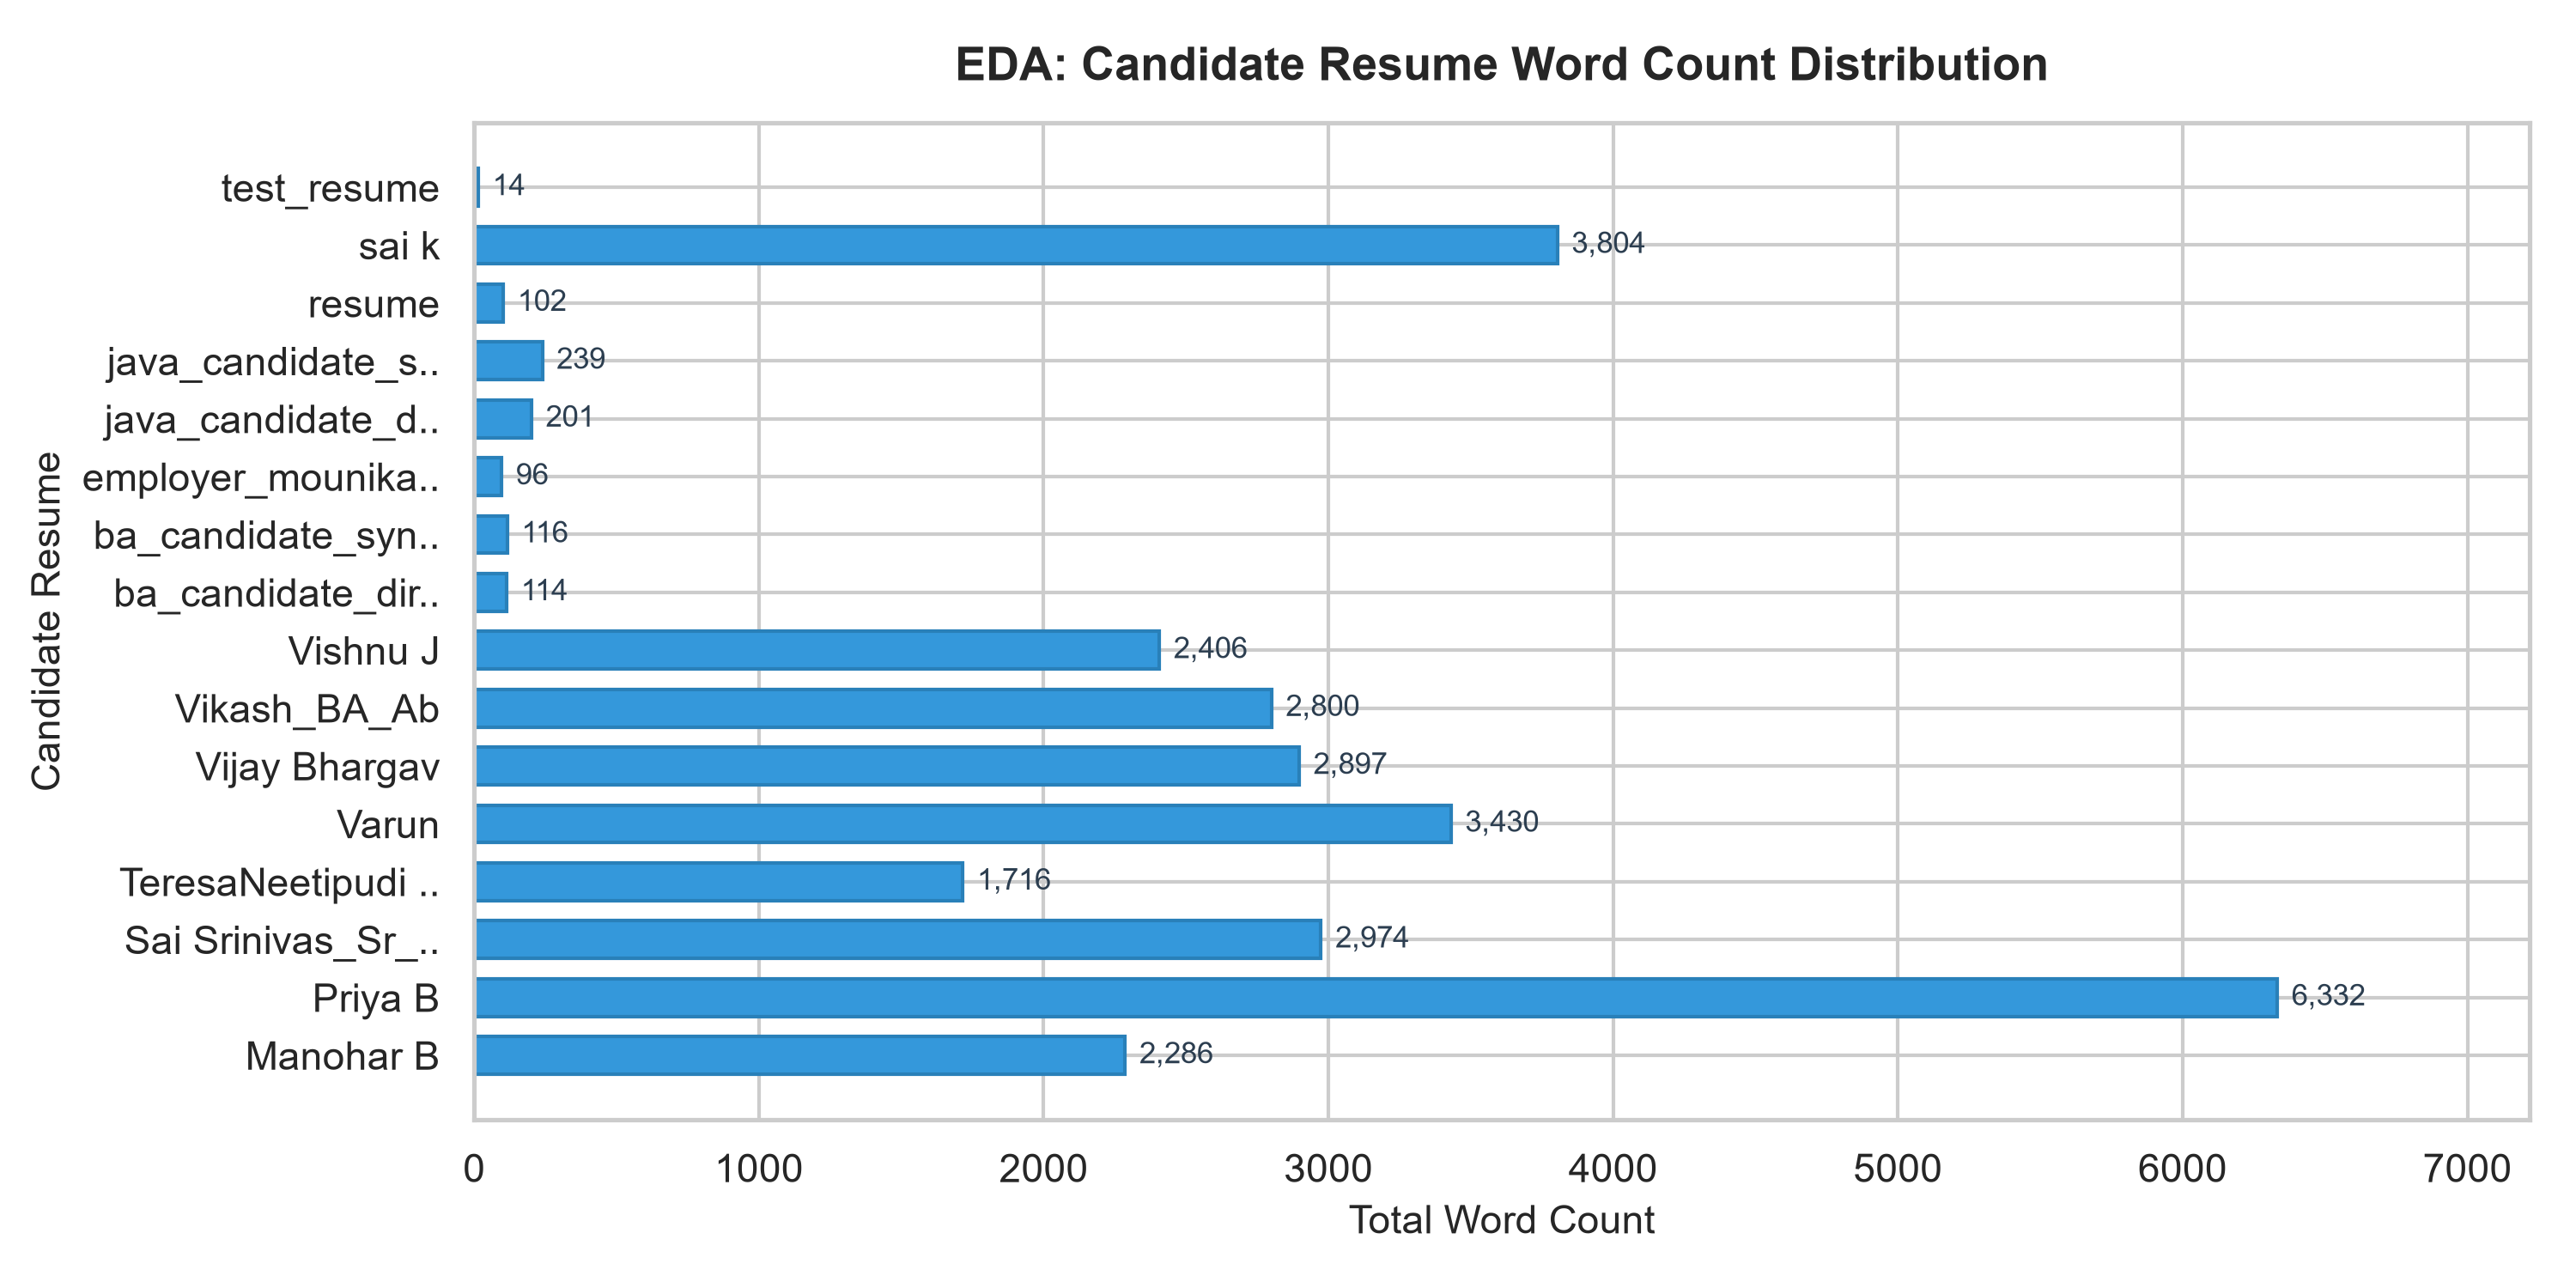 EDA: Candidate Resume Word Count Distribution
Candidate Resume
test_resume 14
sai k 3,804
resume 102
java_candidate_s.. 239
java_candidate_d.. 201
employer_mounika.. 96
ba_candidate_syn.. 116
ba_candidate_dir.. 114
Vishnu J 2,406
Vikash_BA_Ab 2,800
Vijay Bhargav 2,897
Varun 3,430
TeresaNeetipudi .. 1,716
Sai Srinivas_Sr_.. 2,974
Priya B 6,332
Manohar B 2,286
0 1000 2000 3000 4000 5000 6000 7000
Total Word Count